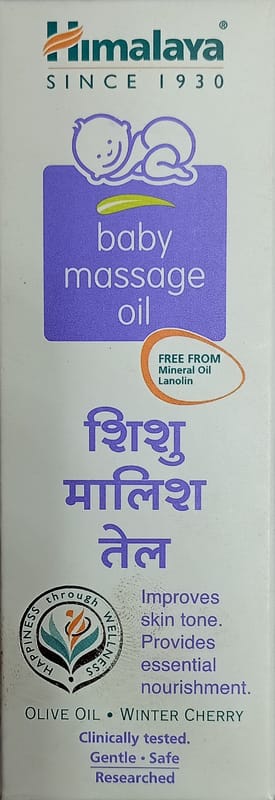 Himalaya®
SINCE 1930
baby
massage
oil
FREE FROM
Mineral Oil
Lanolin
शिशु
मालिश
तेल
HAPPINESS through WELLNESS
Improves
skin tone.
Provides
essential
nourishment.
OLIVE OIL • WINTER CHERRY
Clinically tested.
Gentle • Safe
Researched